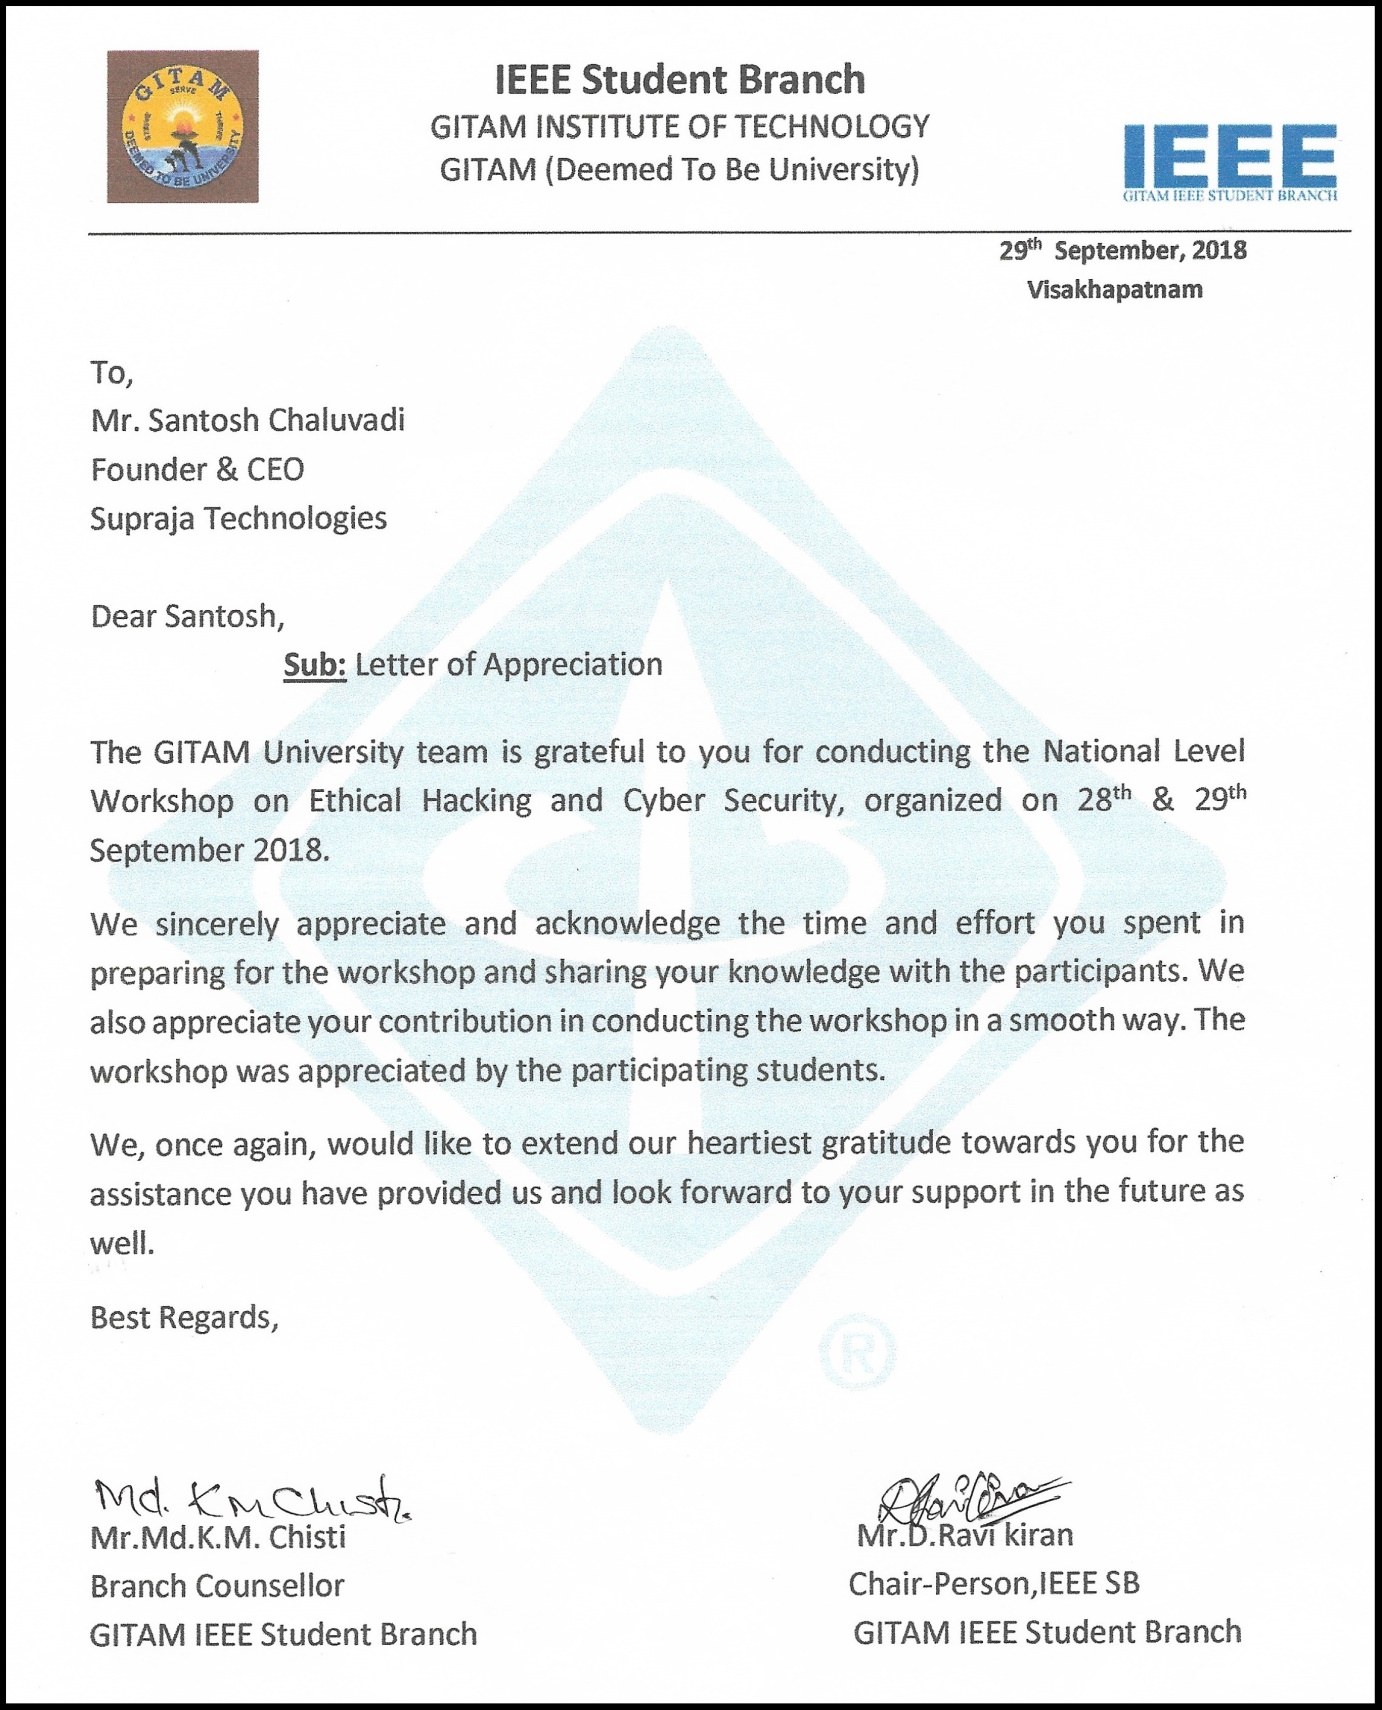 GITAM
SERVE
DEEMED TO BE UNIVERSITY
IEEE Student Branch
GITAM INSTITUTE OF TECHNOLOGY
GITAM (Deemed To Be University)
IEEE
GITAM IEEE STUDENT BRANCH
29th September, 2018
Visakhapatnam
To,
Mr. Santosh Chaluvadi
Founder & CEO
Supraja Technologies
Dear Santosh,
Sub: Letter of Appreciation
The GITAM University team is grateful to you for conducting the National Level
Workshop on Ethical Hacking and Cyber Security, organized on 28th & 29th
September 2018.
We sincerely appreciate and acknowledge the time and effort you spent in
preparing for the workshop and sharing your knowledge with the participants. We
also appreciate your contribution in conducting the workshop in a smooth way. The
workshop was appreciated by the participating students.
We, once again, would like to extend our heartiest gratitude towards you for the
assistance you have provided us and look forward to your support in the future as
well.
Best Regards,
®
Md. KM Chisti
Mr.Md.K.M. Chisti
Branch Counsellor
GITAM IEEE Student Branch
Mr.D.Ravi kiran
Chair-Person,IEEE SB
GITAM IEEE Student Branch